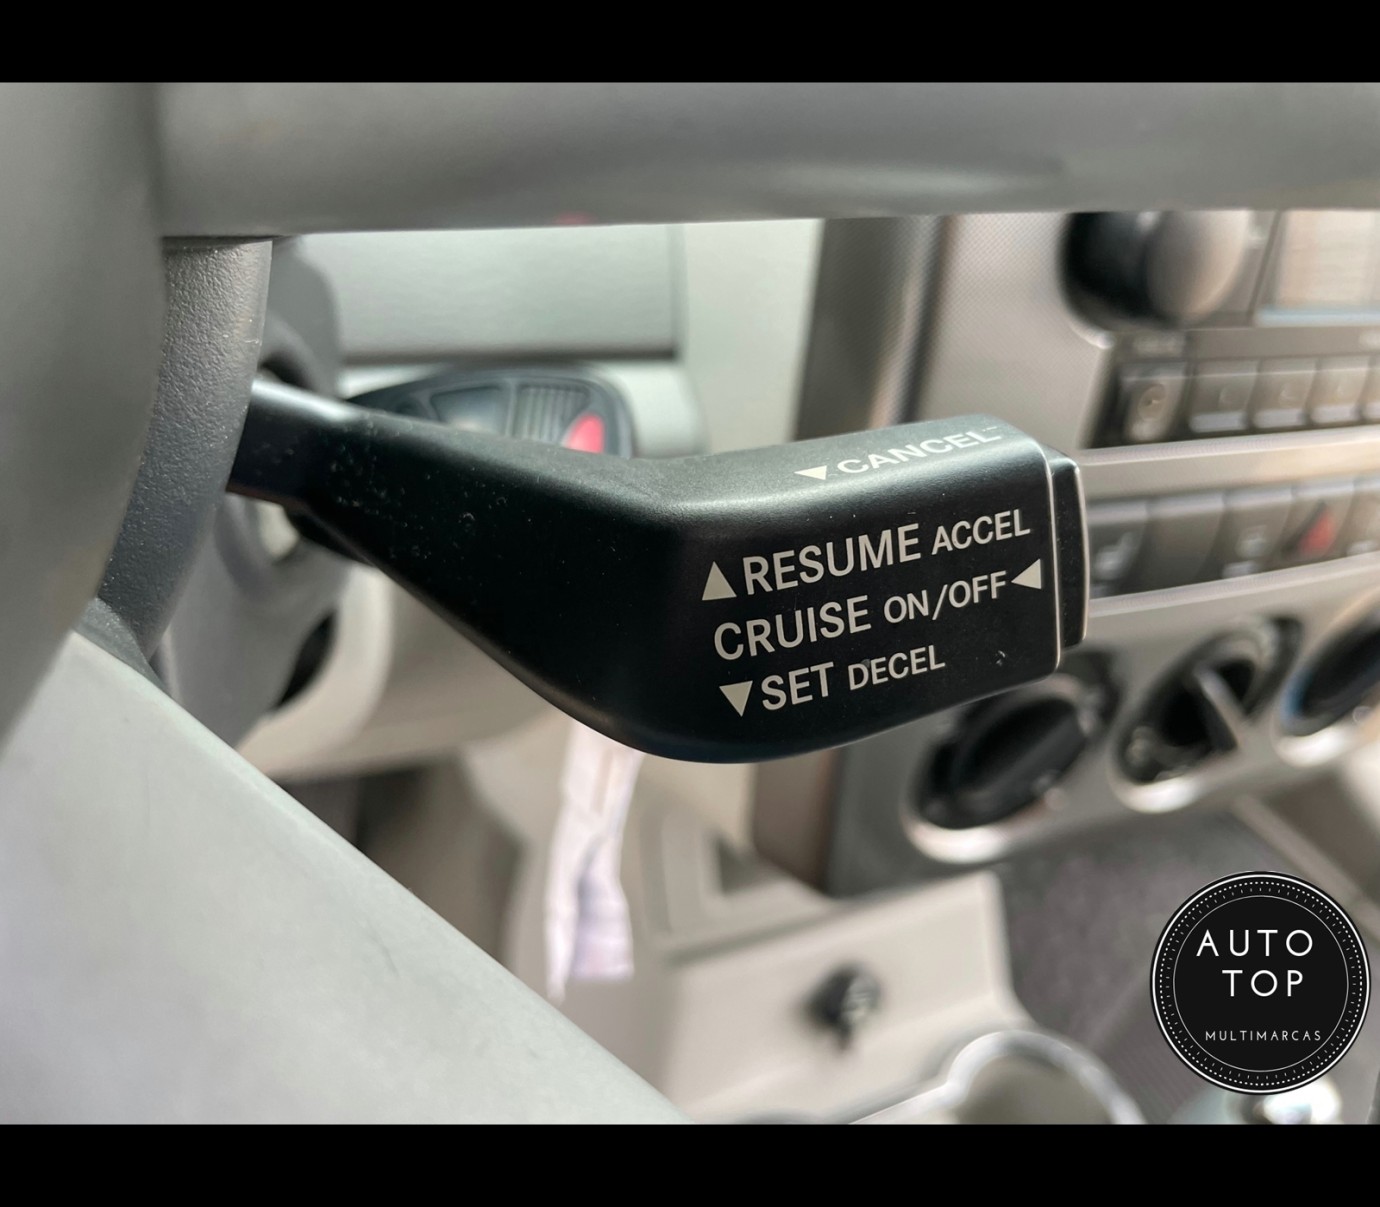 ▼CANCEL
▲RESUME ACCEL
CRUISE ON/OFF◀
▼SET DECEL
AUTO
TOP
MULTIMARCAS